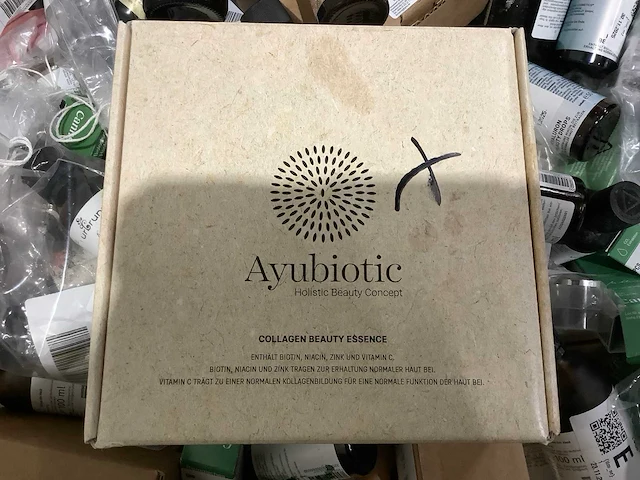 Ayubiotic
Holistic Beauty Concept
COLLAGEN BEAUTY ESSENCE
ENTHÄLT BIOTIN, NIACIN, ZINK UND VITAMIN C.
BIOTIN, NIACIN UND ZINK TRAGEN ZUR ERHALTUNG NORMALER HAUT BEI.
VITAMIN C TRÄGT ZU EINER NORMALEN KOLLAGENBILDUNG FÜR EINE NORMALE FUNKTION DER HAUT BEI.